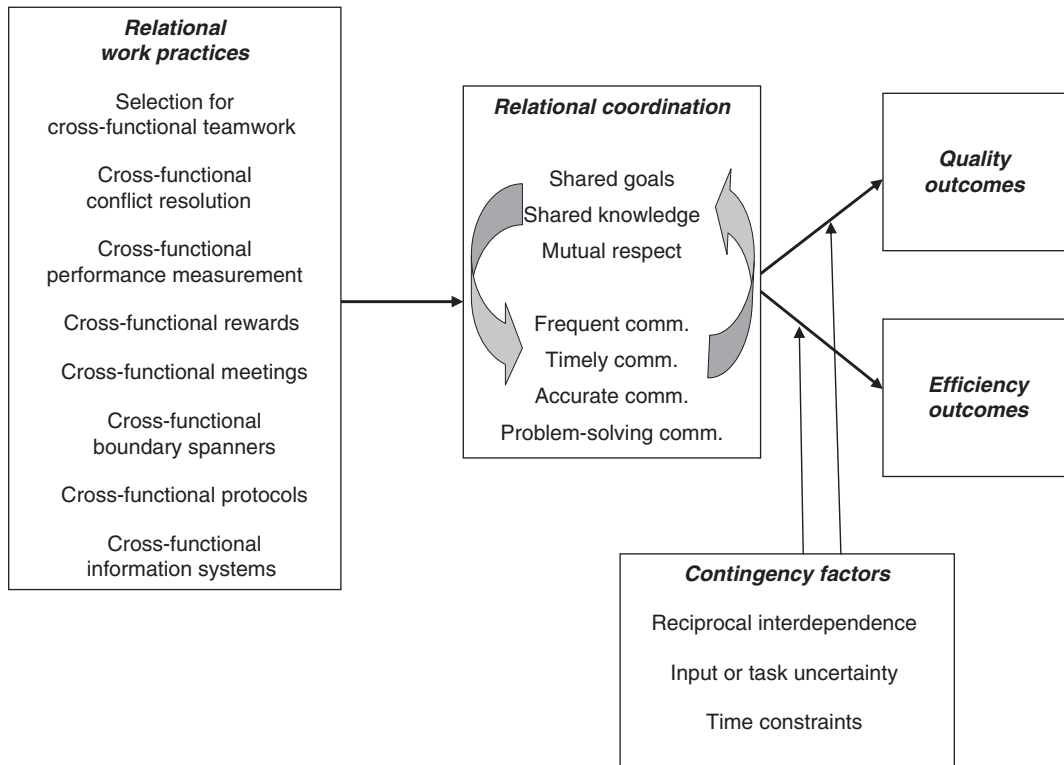 Relational
work practices
Selection for
cross-functional teamwork
Cross-functional
conflict resolution
Cross-functional
performance measurement
Cross-functional rewards
Cross-functional meetings
Cross-functional
boundary spanners
Cross-functional protocols
Cross-functional
information systems
Relational coordination
Shared goals
Shared knowledge
Mutual respect
Frequent comm.
Timely comm.
Accurate comm.
Problem-solving comm.
Quality
outcomes
Efficiency
outcomes
Contingency factors
Reciprocal interdependence
Input or task uncertainty
Time constraints